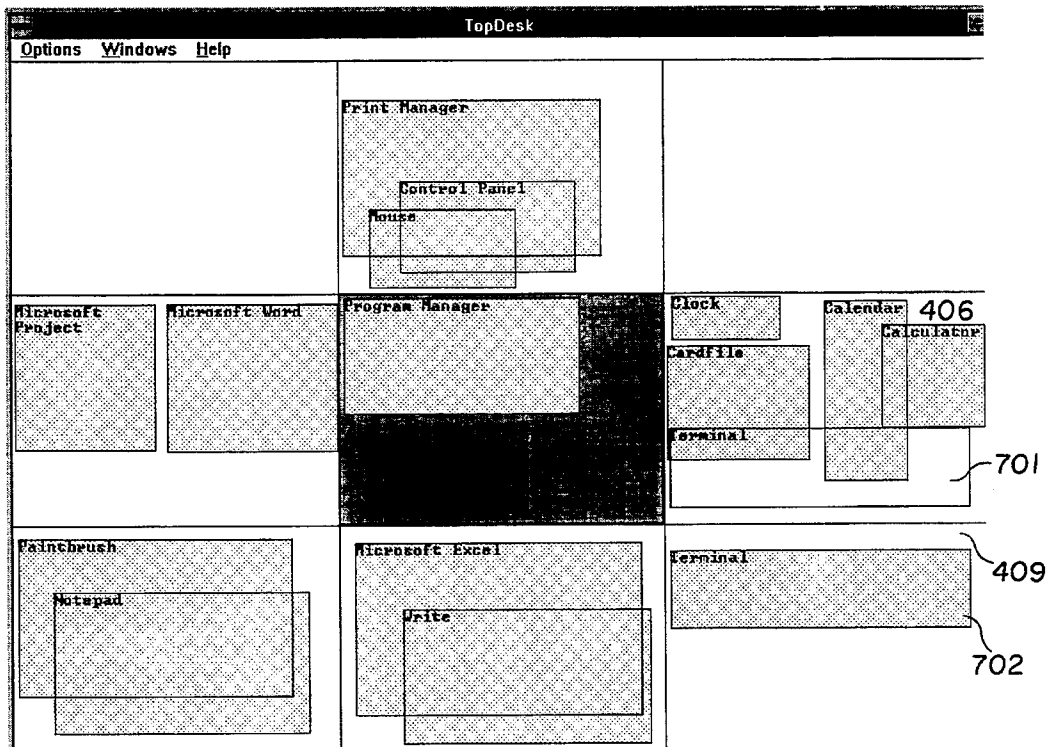 TopDesk
Options Windows Help
Print Manager
Control Panel
Mouse
Microsoft
Project
Microsoft Word
Program Manager
Clock
Calendar
406
Calculator
Cardfile
Terminal
701
Paintbrush
Notepad
Microsoft Excel
Write
409
Terminal
702